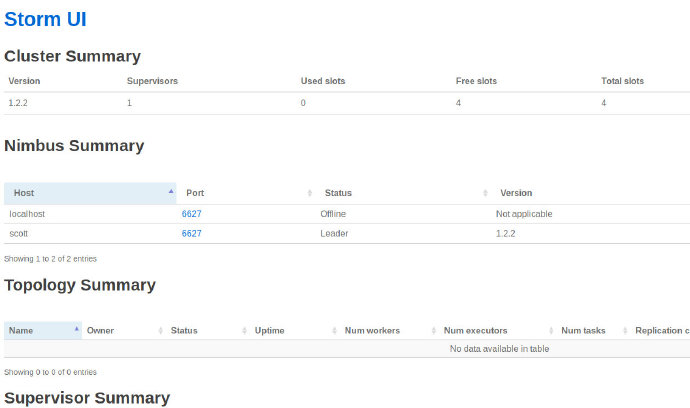 Storm UI
Cluster Summary
Version Supervisors Used slots Free slots Total slots
1.2.2 1 0 4 4
Nimbus Summary
Host Port Status Version
localhost 6627 Offline Not applicable
scott 6627 Leader 1.2.2
Showing 1 to 2 of 2 entries
Topology Summary
Name Owner Status Uptime Num workers Num executors Num tasks Replication c
No data available in table
Showing 0 to 0 of 0 entries
Supervisor Summary